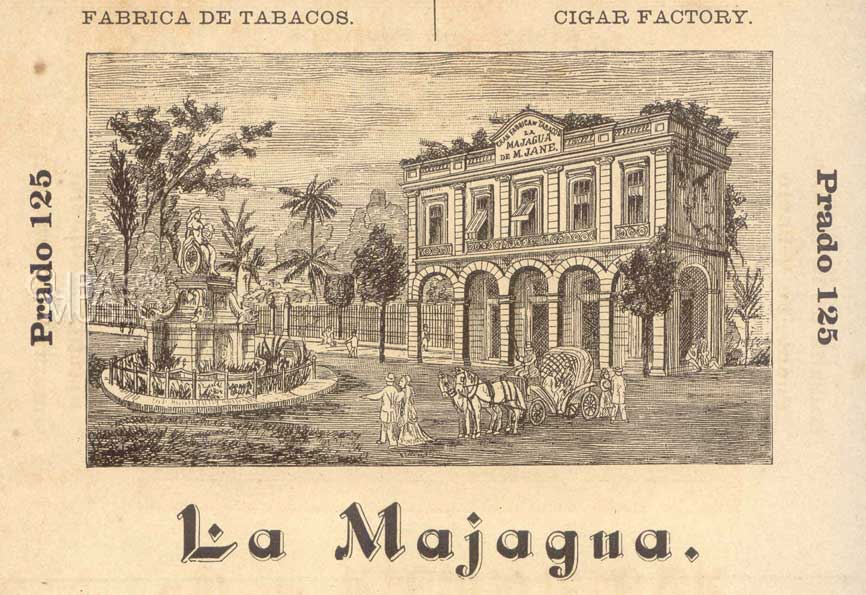 FABRICA DE TABACOS.
CIGAR FACTORY.
GRAN FABRICA DE TABACOS
LA
MAJAGUA
DE M. JANE.
Prado 125
Prado 125
La Majagua.